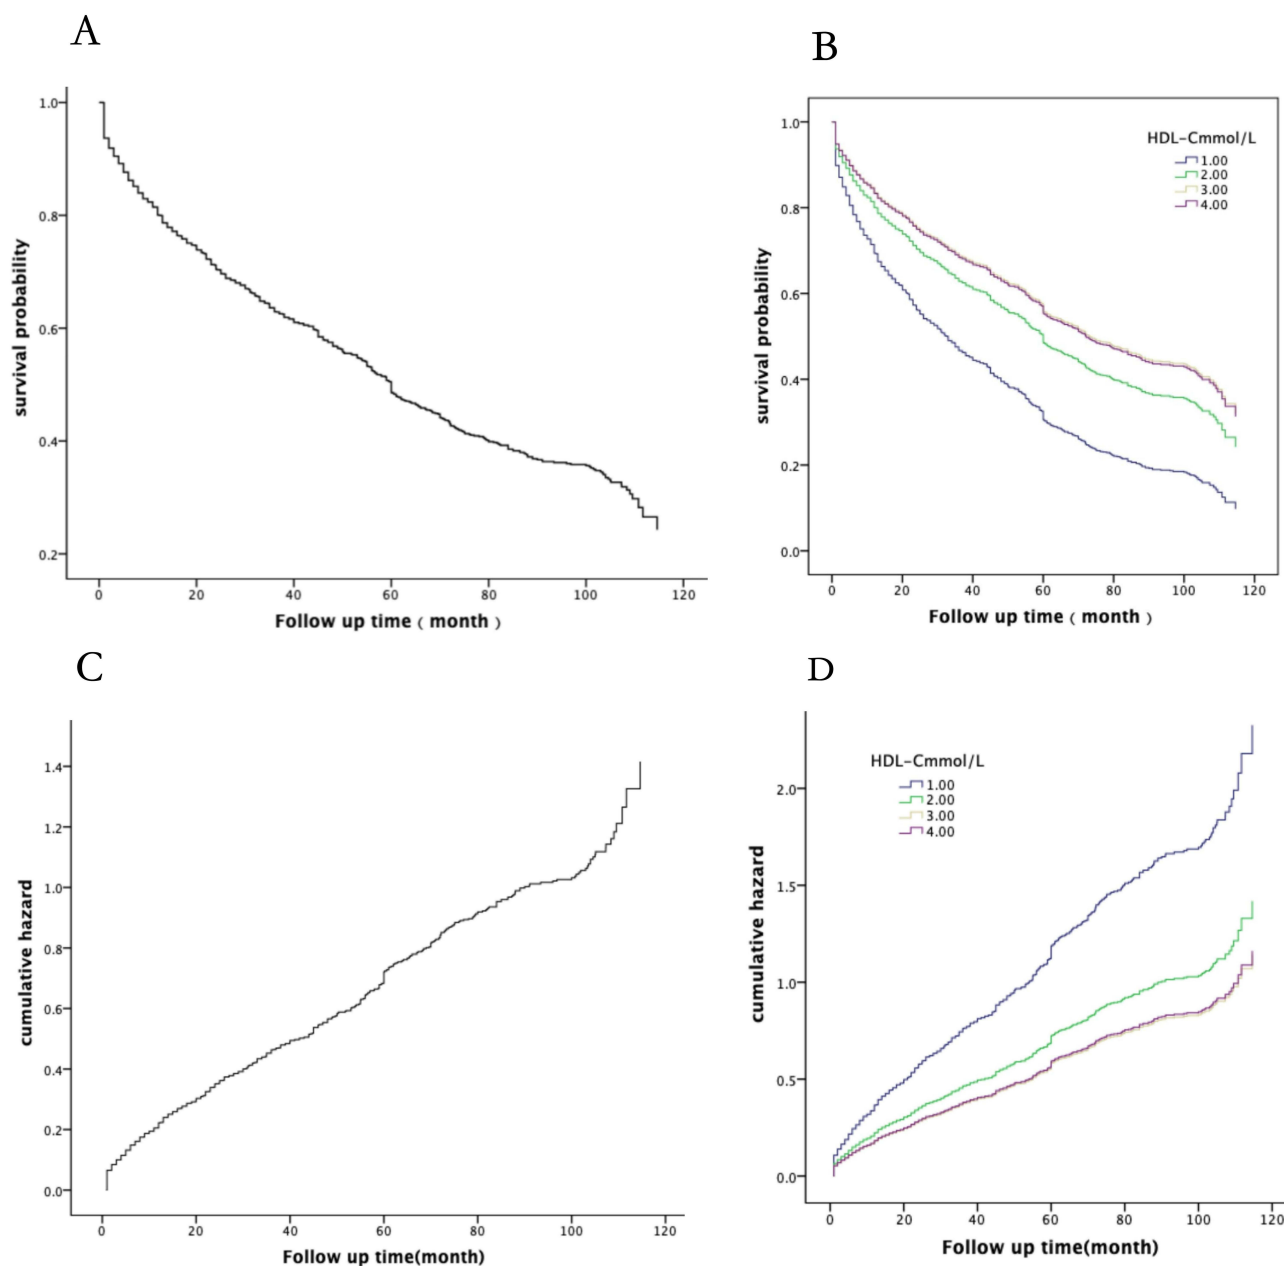 A
1.0
0.8
0.6
0.4
0.2
survival probability
0 20 40 60 80 100 120
Follow up time ( month )
B
1.0
0.8
0.6
0.4
0.2
0.0
survival probability
HDL-Cmmol/L
1.00
2.00
3.00
4.00
0 20 40 60 80 100 120
Follow up time ( month )
C
1.4
1.2
1.0
0.8
0.6
0.4
0.2
0.0
cumulative hazard
0 20 40 60 80 100 120
Follow up time(month)
D
2.0
1.5
1.0
0.5
0.0
cumulative hazard
HDL-Cmmol/L
1.00
2.00
3.00
4.00
0 20 40 60 80 100 120
Follow up time(month)